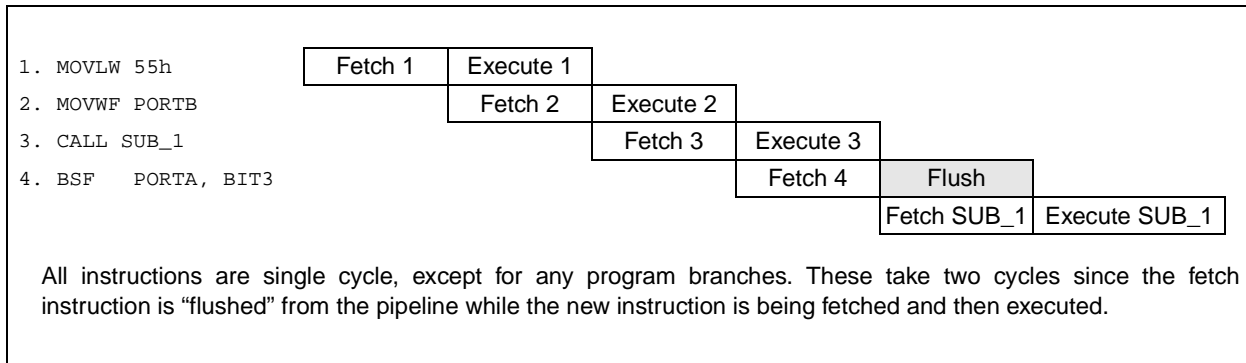 1. MOVLW 55h Fetch 1 Execute 1
2. MOVWF PORTB Fetch 2 Execute 2
3. CALL SUB_1 Fetch 3 Execute 3
4. BSF PORTA, BIT3 Fetch 4 Flush
Fetch SUB_1 Execute SUB_1
All instructions are single cycle, except for any program branches. These take two cycles since the fetch
instruction is “flushed” from the pipeline while the new instruction is being fetched and then executed.